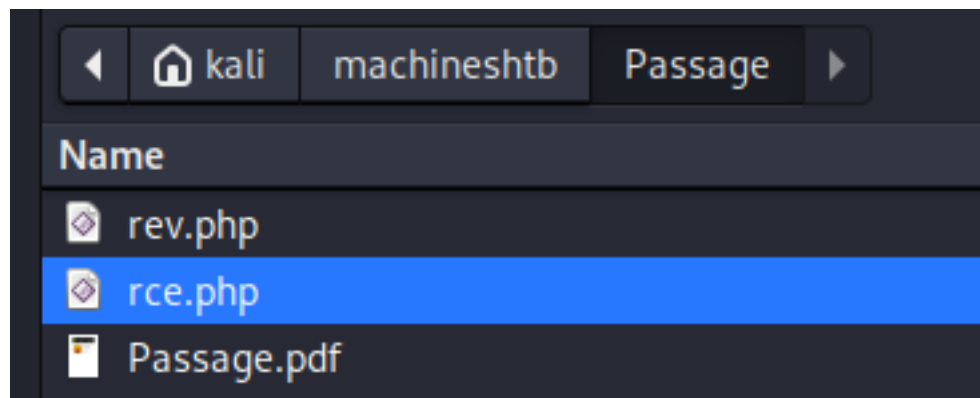 kali machineshtb Passage
Name
rev.php
rce.php
Passage.pdf